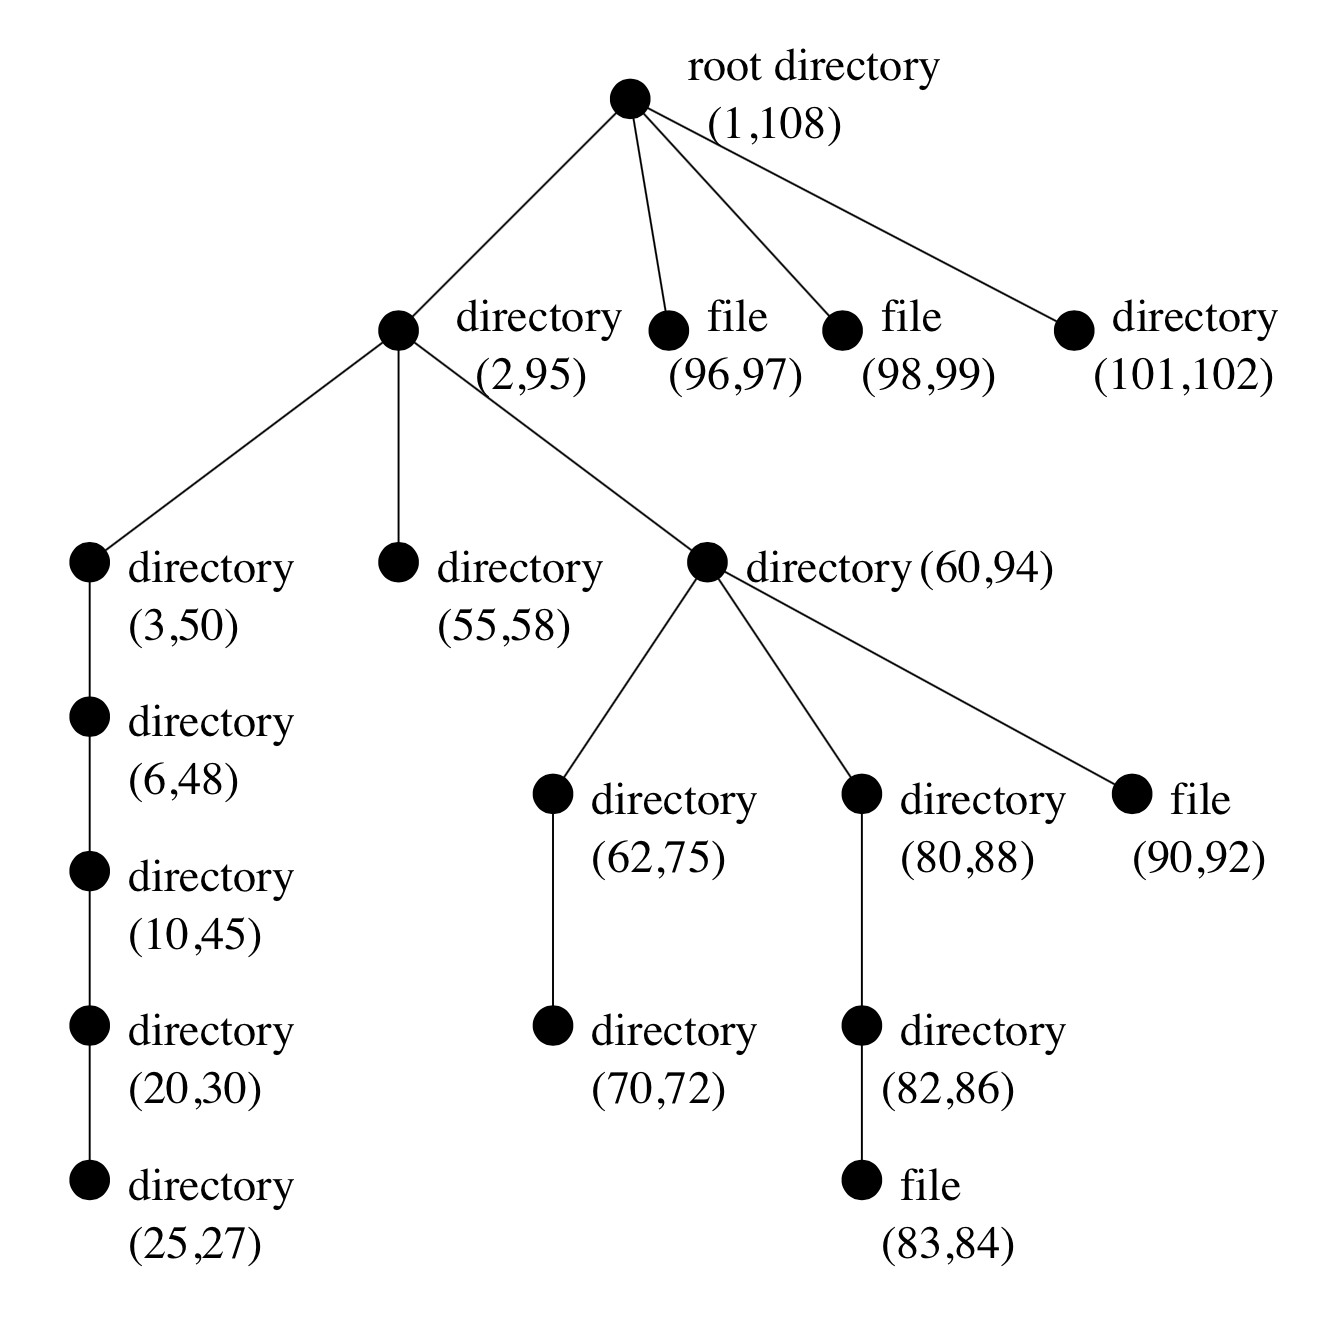 root directory
(1,108)
directory
(2,95)
file
(96,97)
file
(98,99)
directory
(101,102)
directory
(3,50)
directory
(55,58)
directory (60,94)
directory
(6,48)
directory
(62,75)
directory
(80,88)
file
(90,92)
directory
(10,45)
directory
(20,30)
directory
(70,72)
directory
(82,86)
directory
(25,27)
file
(83,84)